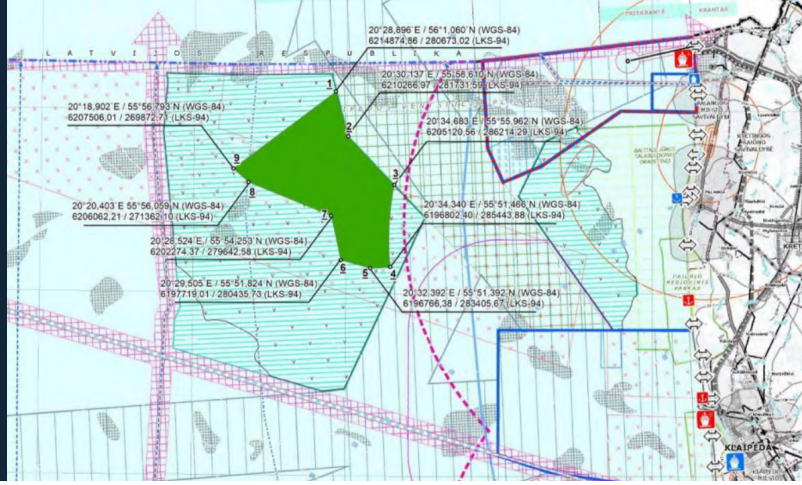 PRIEKRANTĖ KRANTAS
LATVIJOS RESPUBLIKA
20°28,896 E / 56°1,060 N (WGS-84)
6214874,86 / 280673,02 (LKS-94)
1
20°30,137 E / 55°58,610 N (WGS-84)
6210266,97 / 281731,59 (LKS-94)
20°18,902 E / 55°56,793 N (WGS-84)
6207506,01 / 269872,71 (LKS-94)
2
20°34,683 E / 55°55,962 N (WGS-84)
6205120,56 / 286214,29 (LKS-94)
9
3
8
20°20,403 E / 55°56,059 N (WGS-84)
6206062,21 / 271362,10 (LKS-94)
20°34,340 E / 55°51,466 N (WGS-84)
6196802,40 / 285443,88 (LKS-94)
7
20°28,524 E / 55°54,253 N (WGS-84)
6202274,37 / 279642,58 (LKS-94)
6
5
4
20°29,505 E / 55°51,824 N (WGS-84)
6197719,01 / 280435,73 (LKS-94)
20°32,392 E / 55°51,392 N (WGS-84)
6196766,38 / 283405,67 (LKS-94)
PAJŪRIO
REGIONINIS
PARKAS
KLAIPĖDA